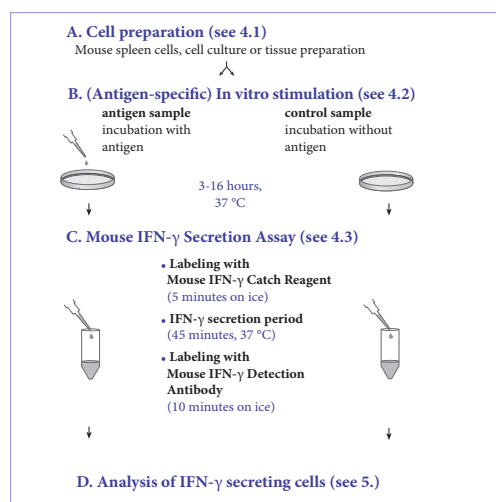 A. Cell preparation (see 4.1)
Mouse spleen cells, cell culture or tissue preparation
B. (Antigen-specific) In vitro stimulation (see 4.2)
antigen sample
incubation with
antigen
control sample
incubation without
antigen
3-16 hours,
37 °C
C. Mouse IFN-γ Secretion Assay (see 4.3)
• Labeling with
Mouse IFN-γ Catch Reagent
(5 minutes on ice)
• IFN-γ secretion period
(45 minutes, 37 °C)
• Labeling with
Mouse IFN-γ Detection
Antibody
(10 minutes on ice)
D. Analysis of IFN-γ secreting cells (see 5.)